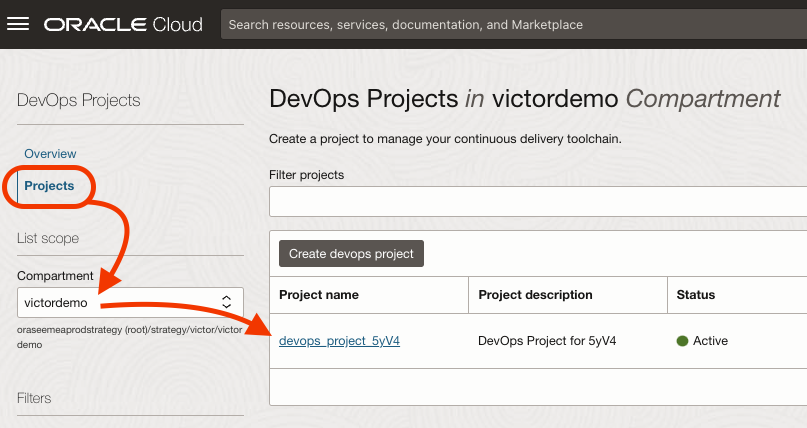 ORACLE Cloud
Search resources, services, documentation, and Marketplace
DevOps Projects
Overview
Projects
List scope
Compartment
victordemo
oraseemeaprodstrategy (root)/strategy/victor/victor
demo
Filters
DevOps Projects in victordemo Compartment
Create a project to manage your continuous delivery toolchain.
Filter projects
Create devops project
Project name Project description Status
devops_project_5yV4 DevOps Project for 5yV4 Active